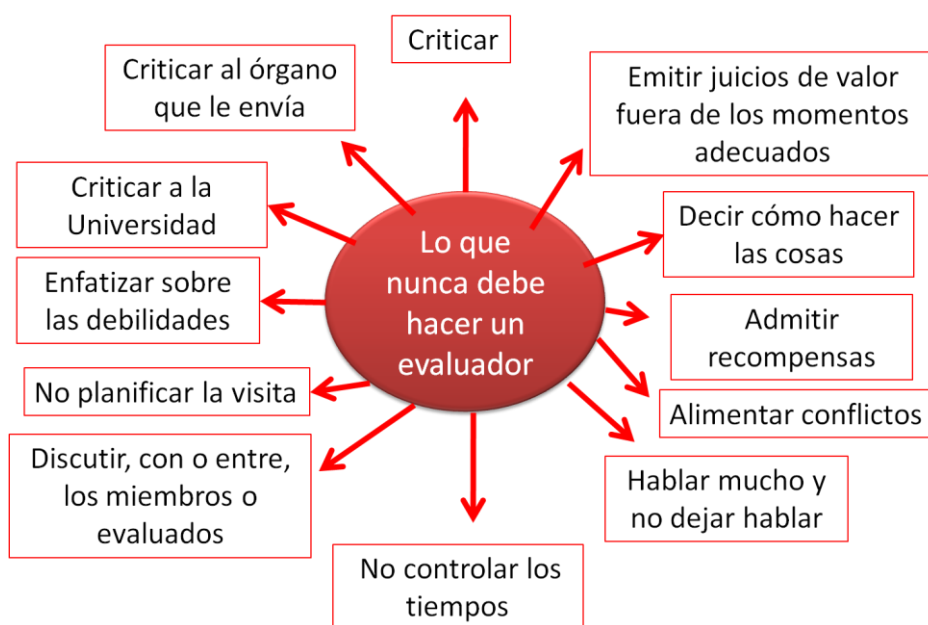 Lo que
nunca debe
hacer un
evaluador
Criticar
Emitir juicios de valor
fuera de los momentos
adecuados
Decir cómo hacer
las cosas
Admitir
recompensas
Alimentar conflictos
Hablar mucho y
no dejar hablar
No controlar los
tiempos
Discutir, con o entre,
los miembros o
evaluados
No planificar la visita
Enfatizar sobre
las debilidades
Criticar a la
Universidad
Criticar al órgano
que le envía